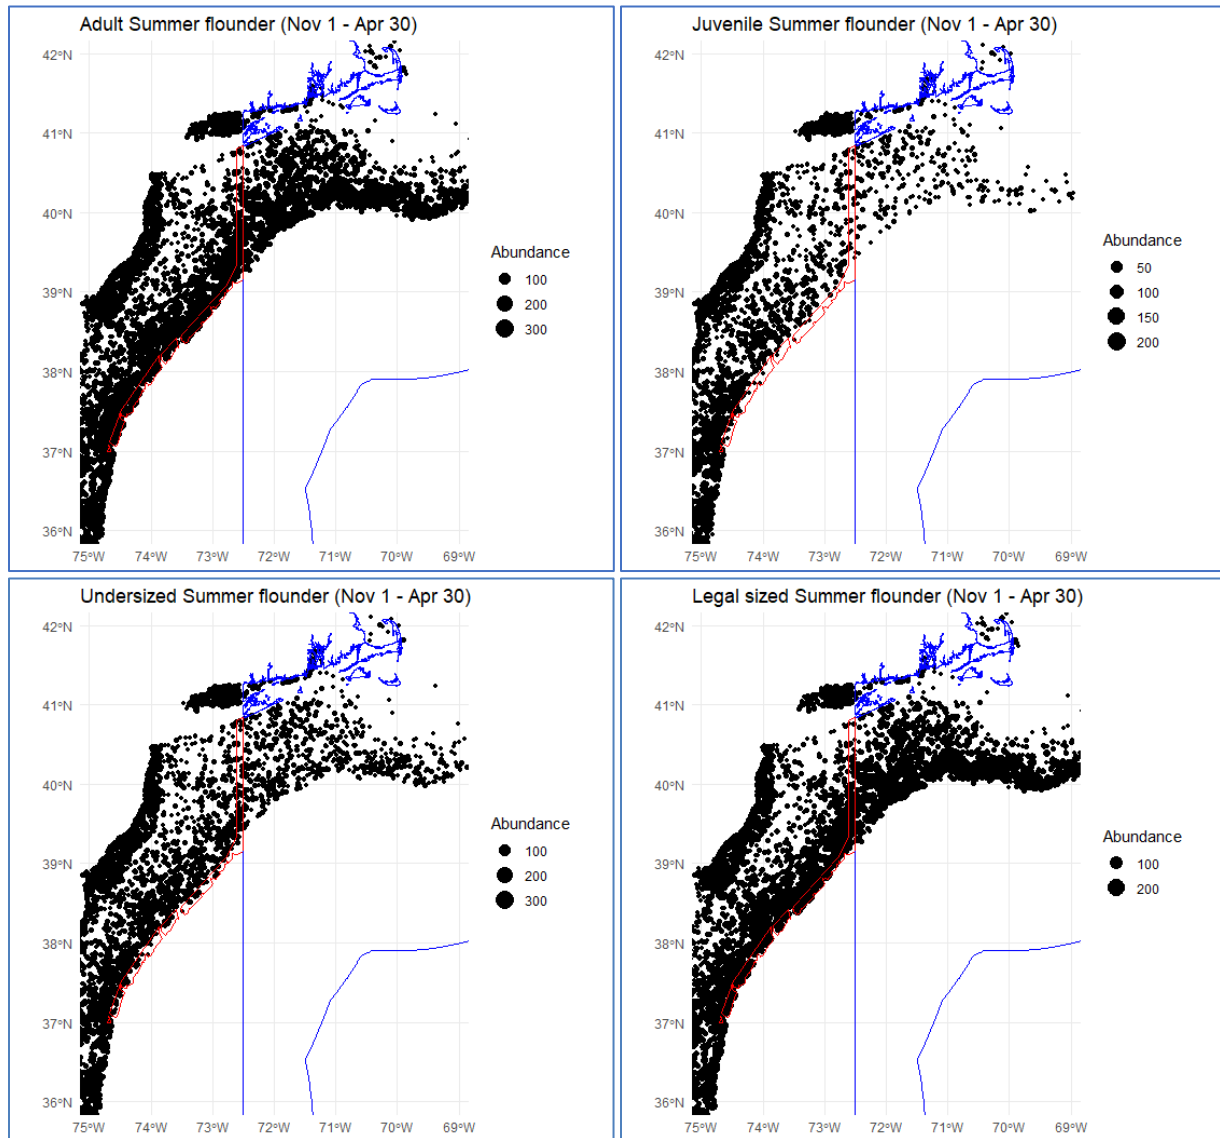 Adult Summer flounder (Nov 1 - Apr 30)
42°N
41°N
40°N
39°N
38°N
37°N
36°N
75°W 74°W 73°W 72°W 71°W 70°W 69°W
Abundance
100
200
300
Juvenile Summer flounder (Nov 1 - Apr 30)
42°N
41°N
40°N
39°N
38°N
37°N
36°N
75°W 74°W 73°W 72°W 71°W 70°W 69°W
Abundance
50
100
150
200
Undersized Summer flounder (Nov 1 - Apr 30)
42°N
41°N
40°N
39°N
38°N
37°N
36°N
75°W 74°W 73°W 72°W 71°W 70°W 69°W
Abundance
100
200
300
Legal sized Summer flounder (Nov 1 - Apr 30)
42°N
41°N
40°N
39°N
38°N
37°N
36°N
75°W 74°W 73°W 72°W 71°W 70°W 69°W
Abundance
100
200